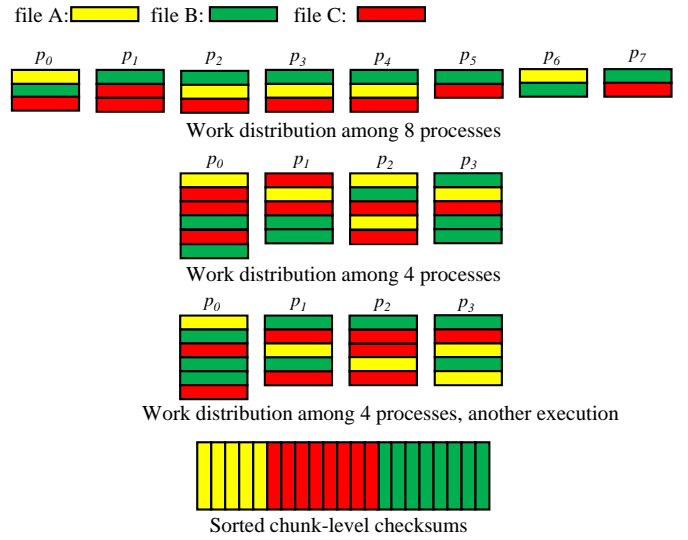 file A: file B: file C:
p0 p1 p2 p3 p4 p5 p6 p7
Work distribution among 8 processes
p0 p1 p2 p3
Work distribution among 4 processes
p0 p1 p2 p3
Work distribution among 4 processes, another execution
Sorted chunk-level checksums